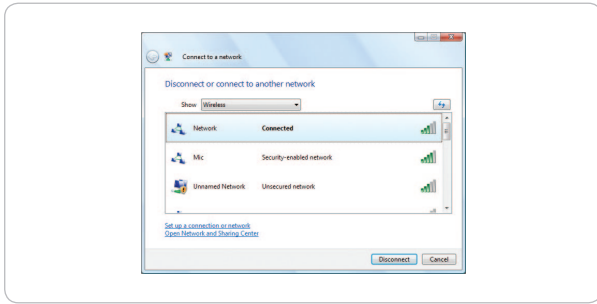 Connect to a network
Disconnect or connect to another network
Show Wireless
Network Connected
Mic Security-enabled network
Unnamed Network Unsecured network
Set up a connection or network
Open Network and Sharing Center
Disconnect Cancel